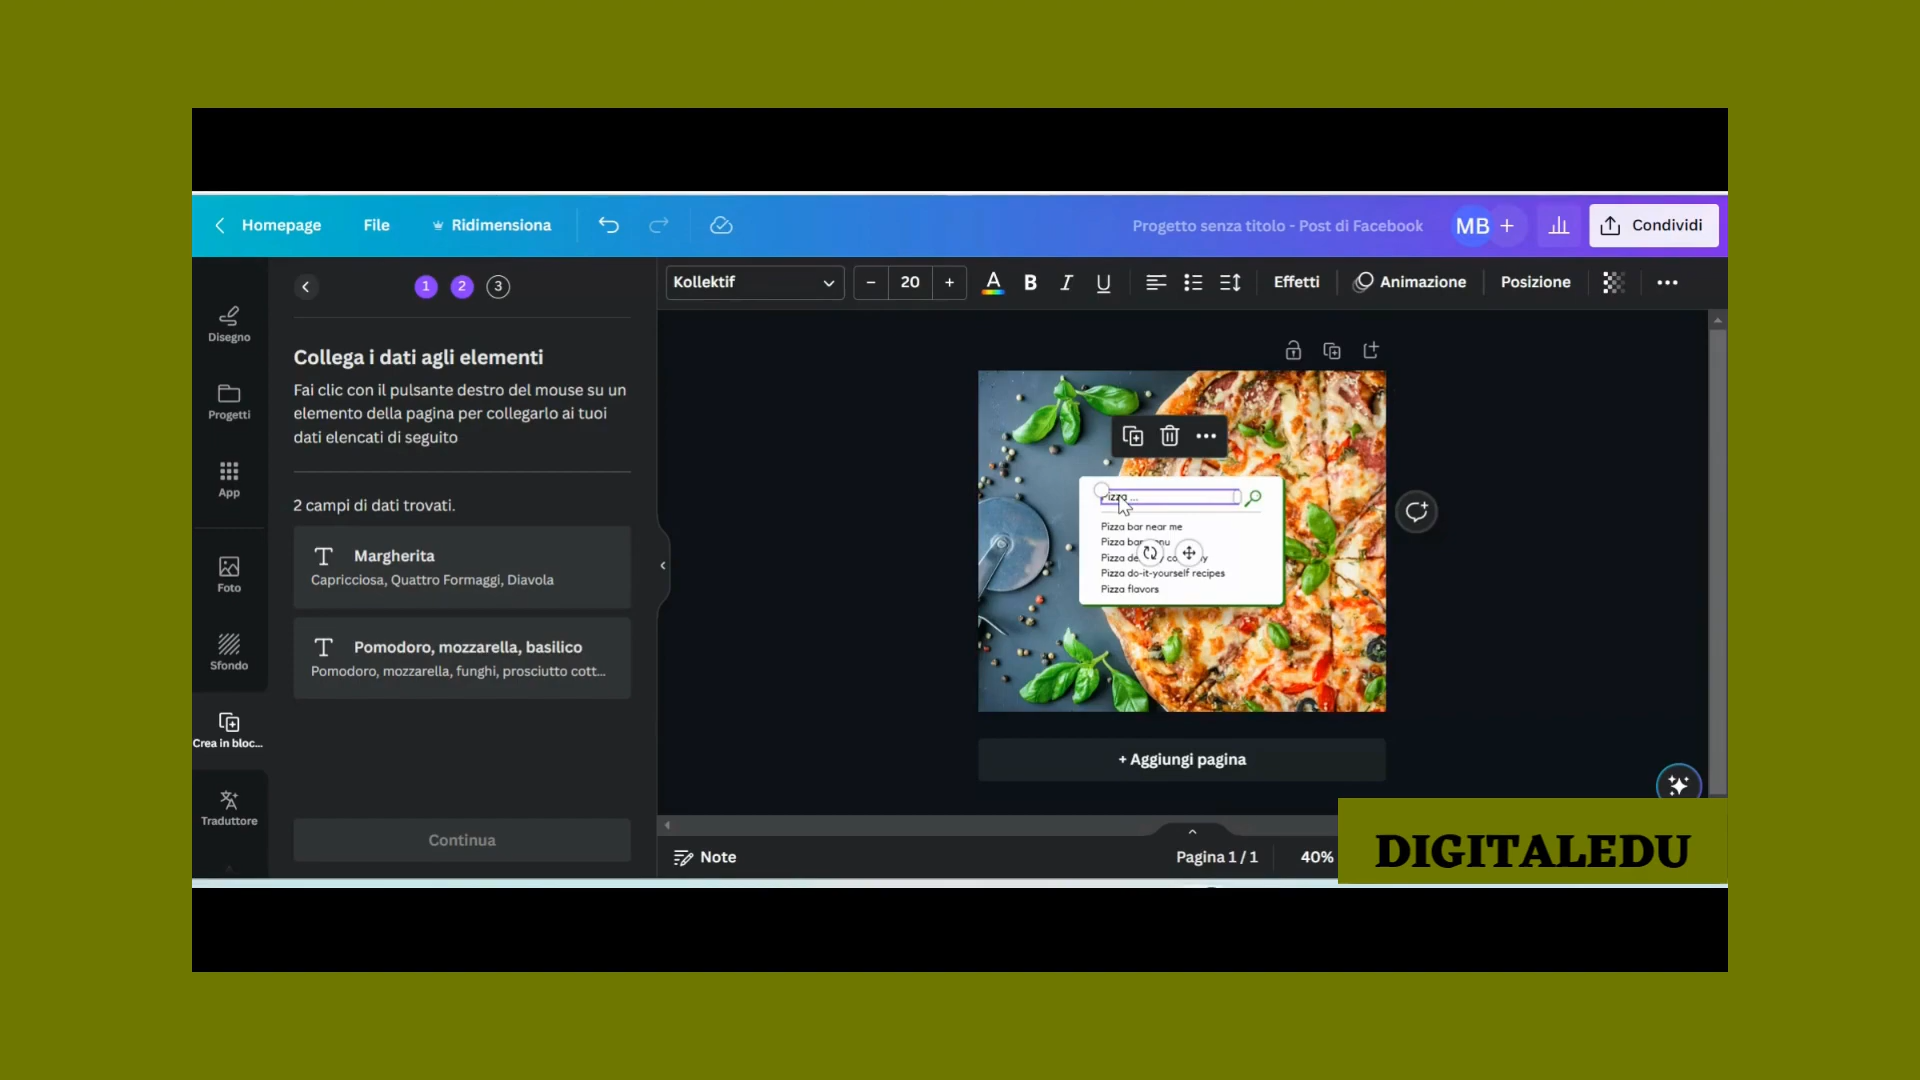 Homepage
File
Ridimensiona
Progetto senza titolo - Post di Facebook
MB
Condividi
Disegno
Progetti
App
Foto
Sfondo
Crea in bloc...
Traduttore
1
2
3
Collega i dati agli elementi
Fai clic con il pulsante destro del mouse su un
elemento della pagina per collegarlo ai tuoi
dati elencati di seguito
2 campi di dati trovati.
Margherita
Capricciosa, Quattro Formaggi, Diavola
Pomodoro, mozzarella, basilico
Pomodoro, mozzarella, funghi, prosciutto cott...
Continua
Kollektif
20
A
B
I
U
Effetti
Animazione
Posizione
Pizza ...
Pizza bar near me
Pizza
Pizza
Pizza do-it-yourself recipes
Pizza flavors
+ Aggiungi pagina
Note
Pagina 1 / 1
40%
DIGITALEDU